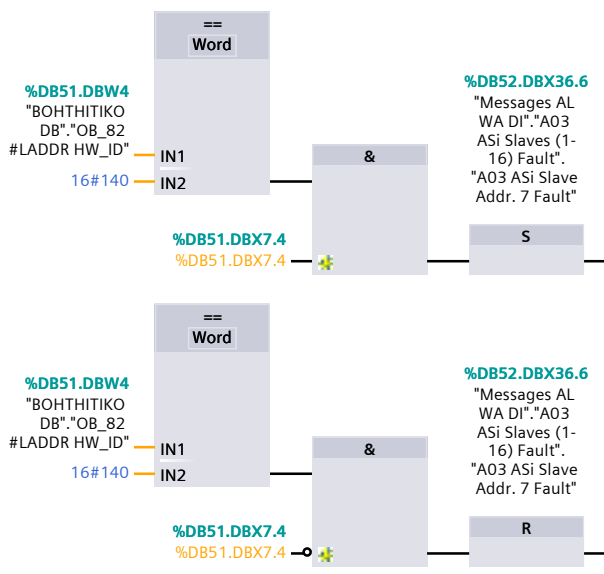 ==
Word
%DB51.DBW4
"BOHTHITIKO
DB"."OB_82
#LADDR HW_ID"
IN1
16#140
IN2
&
%DB51.DBX7.4
%DB51.DBX7.4
%DB52.DBX36.6
"Messages AL
WA DI"."A03
ASi Slaves (1-
16) Fault".
"A03 ASi Slave
Addr. 7 Fault"
S
==
Word
%DB51.DBW4
"BOHTHITIKO
DB"."OB_82
#LADDR HW_ID"
IN1
16#140
IN2
&
%DB51.DBX7.4
%DB51.DBX7.4
%DB52.DBX36.6
"Messages AL
WA DI"."A03
ASi Slaves (1-
16) Fault".
"A03 ASi Slave
Addr. 7 Fault"
R